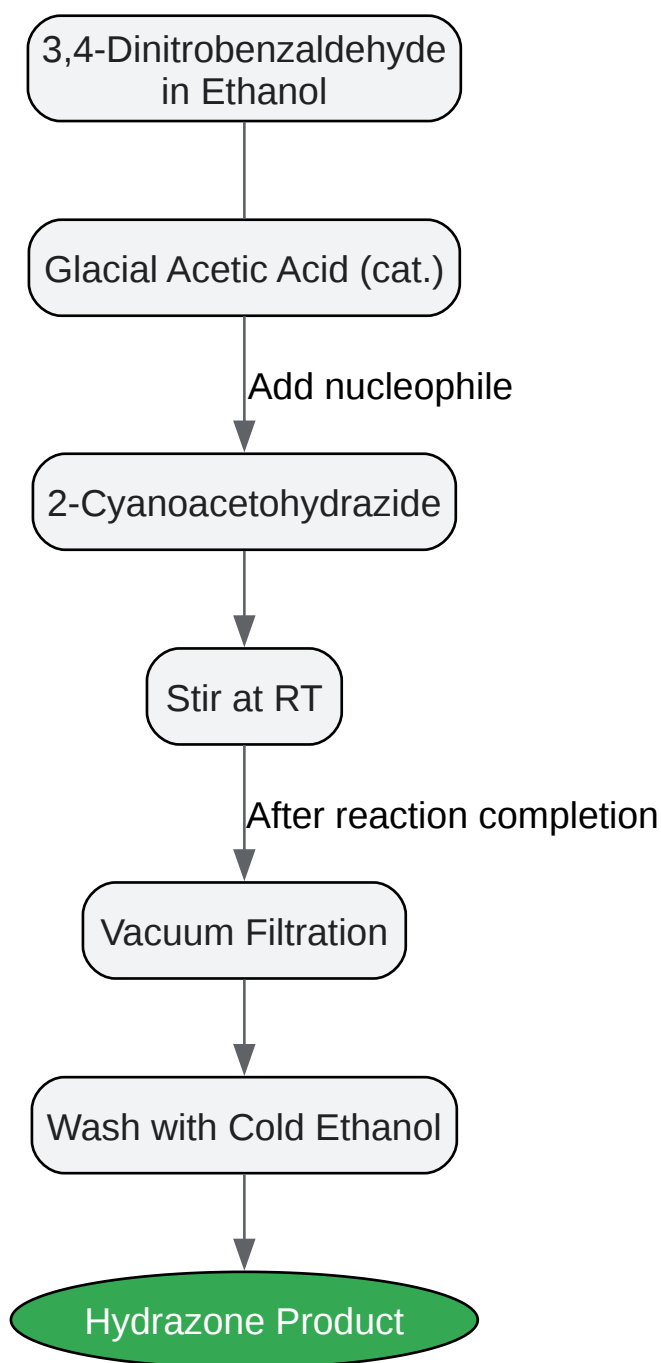 3,4-Dinitrobenzaldehyde
in Ethanol
Glacial Acetic Acid (cat.)
Add nucleophile
2-Cyanoacetohydrazide
Stir at RT
After reaction completion
Vacuum Filtration
Wash with Cold Ethanol
Hydrazone Product